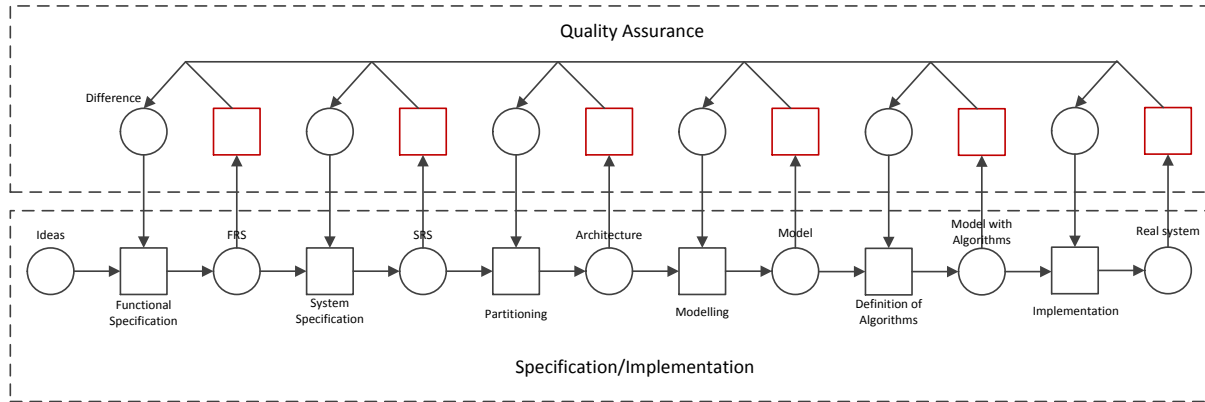 Quality Assurance
Difference
Ideas
FRS
SRS
Architecture
Model
Model with
Algorithms
Real system
Functional
Specification
System
Specification
Partitioning
Modelling
Definition of
Algorithms
Implementation
Specification/Implementation